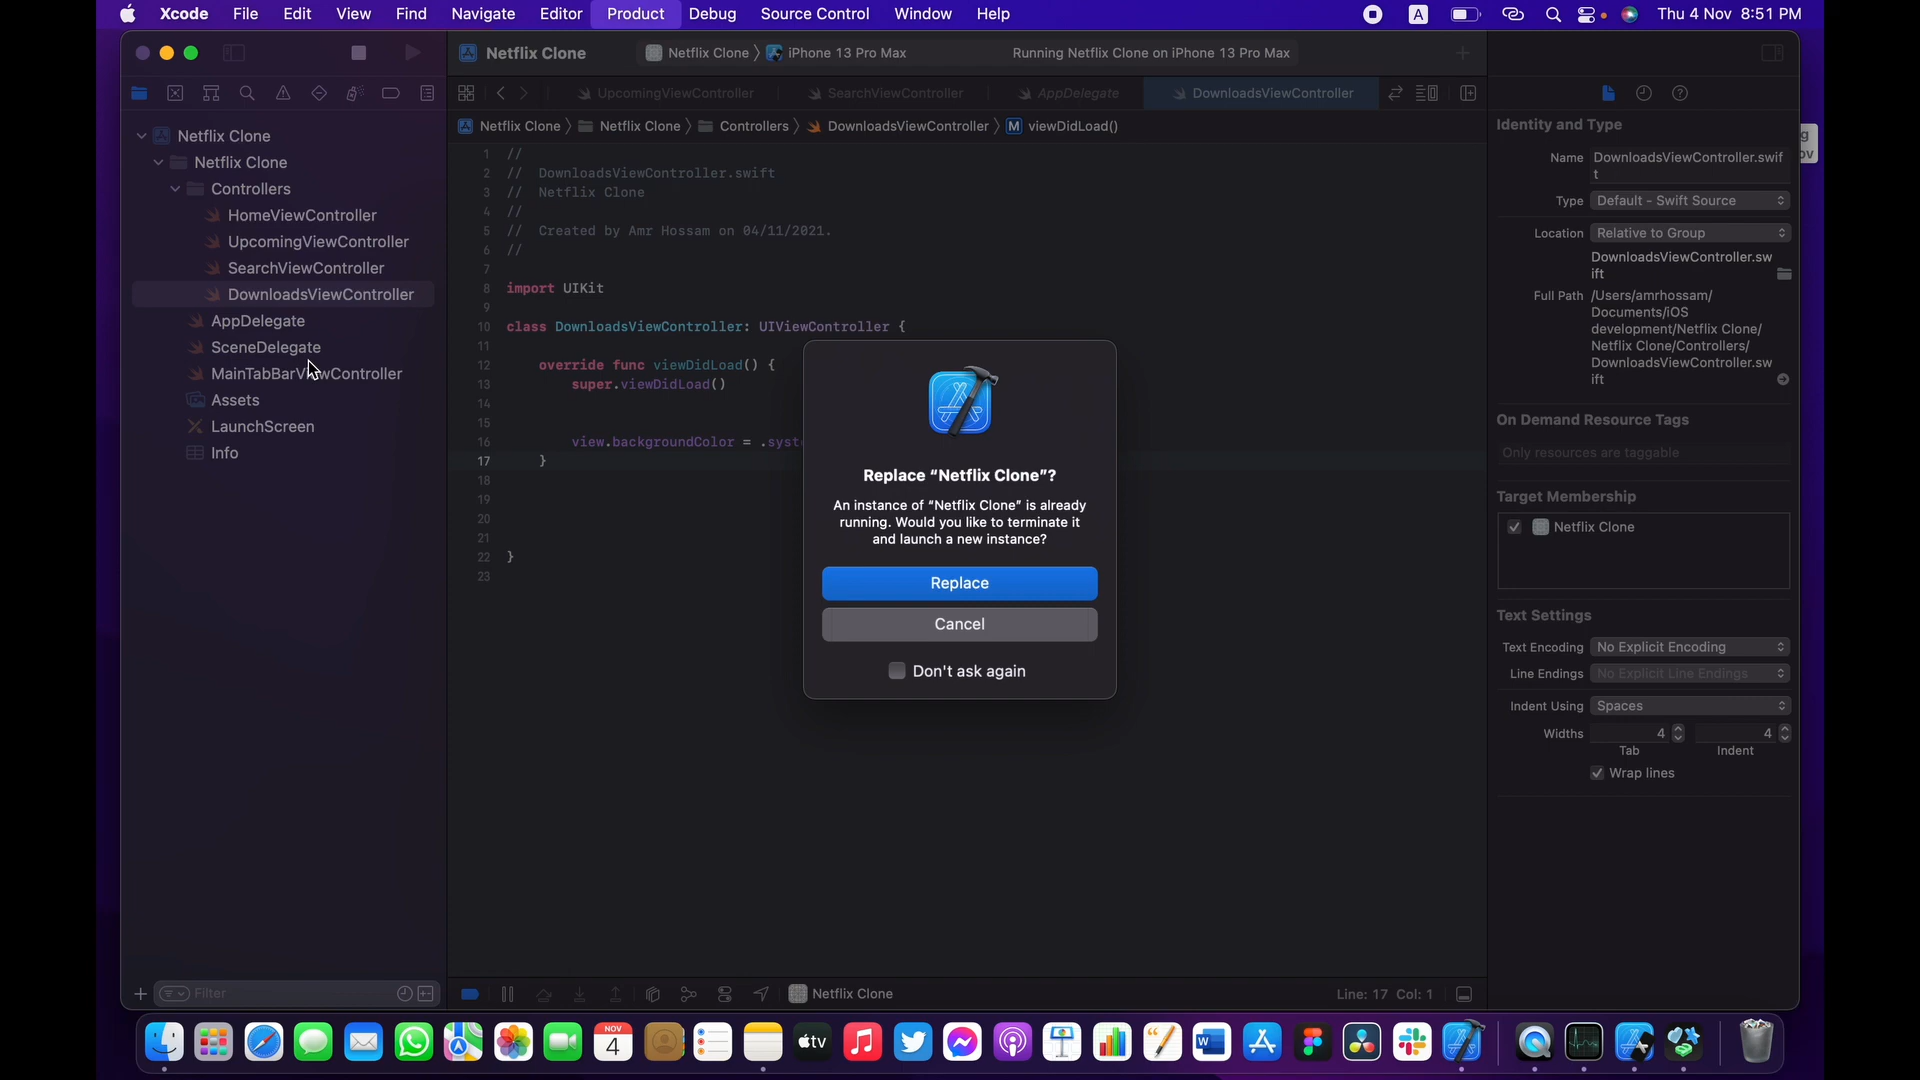 Xcode File Edit View Find Navigate Editor Product Debug Source Control Window Help
A
Thu 4 Nov 8:51 PM
Netflix Clone
Netflix Clone
iPhone 13 Pro Max
Running Netflix Clone on iPhone 13 Pro Max
UpcomingViewController
SearchViewController
AppDelegate
DownloadsViewController
Netflix Clone
Netflix Clone
Controllers
DownloadsViewController
M viewDidLoad()
Netflix Clone
Netflix Clone
Controllers
HomeViewController
UpcomingViewController
SearchViewController
DownloadsViewController
AppDelegate
SceneDelegate
MainTabBarViewController
Assets
LaunchScreen
Info
Filter
1 //
2 // DownloadsViewController.swift
3 // Netflix Clone
4 //
5 // Created by Amr Hossam on 04/11/2021.
6 //
7
8 import UIKit
9
10 class DownloadsViewController: UIViewController {
11
12 override func viewDidLoad() {
13 super.viewDidLoad()
14
15
16 view.backgroundColor = .syst
17 }
18
19
20
21
22 }
23
Replace “Netflix Clone”?
An instance of “Netflix Clone” is already
running. Would you like to terminate it
and launch a new instance?
Replace
Cancel
Don't ask again
Netflix Clone
Line: 17 Col: 1
Identity and Type
Name DownloadsViewController.swif
t
Type Default - Swift Source
Location Relative to Group
DownloadsViewController.sw
ift
Full Path /Users/amrhossam/
Documents/iOS
development/Netflix Clone/
Netflix Clone/Controllers/
DownloadsViewController.sw
ift
On Demand Resource Tags
Only resources are taggable
Target Membership
Netflix Clone
Text Settings
Text Encoding No Explicit Encoding
Line Endings No Explicit Line Endings
Indent Using Spaces
Widths 4 4
Tab Indent
Wrap lines
g
ov
NOV
4
tv
W